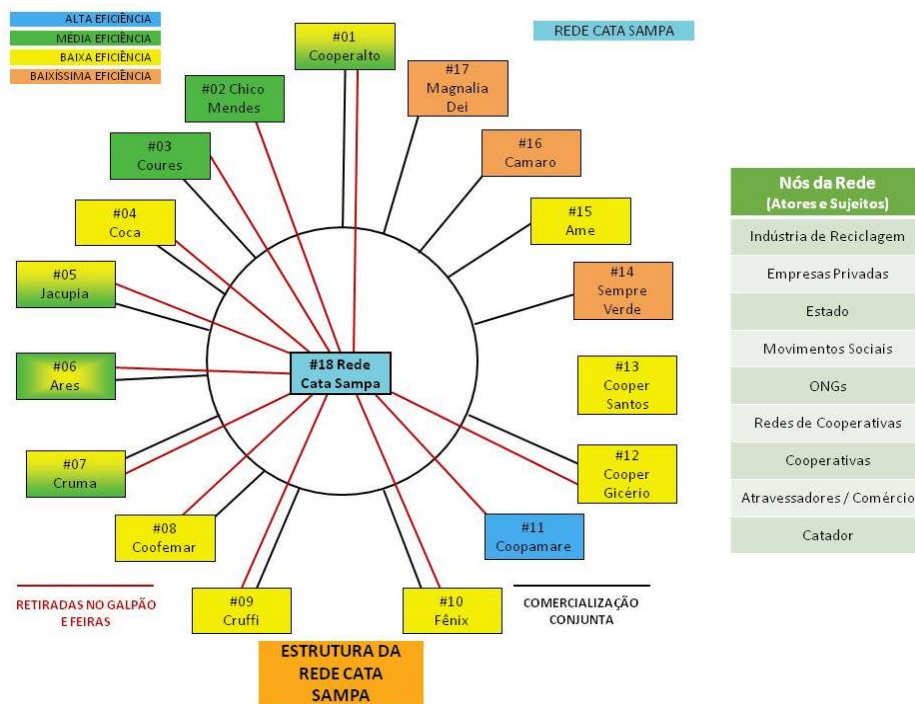 ALTA EFICIÊNCIA
MÉDIA EFICIÊNCIA
BAIXA EFICIÊNCIA
BAIXÍSSIMA EFICIÊNCIA
REDE CATA SAMPA
#01
Cooperalto
#17
Magnalia
Dei
#02 Chico
Mendes
#16
Camaro
#03
Coures
#15
Ame
#04
Coca
#14
Sempre
Verde
#05
Jacupia
#18 Rede
Cata Sampa
#06
Ares
#13
Cooper
Santos
#07
Cruma
#12
Cooper
Gicério
#08
Coofemar
#11
Coopamare
#09
Cruffi
#10
Fênix
RETIRADAS NO GALPÃO
E FEIRAS
COMERCIALIZAÇÃO
CONJUNTA
ESTRUTURA DA
REDE CATA
SAMPA
Nós da Rede
(Atores e Sujeitos)
Indústria de Reciclagem
Empresas Privadas
Estado
Movimentos Sociais
ONGs
Redes de Cooperativas
Cooperativas
Atravessadores / Comércio
Catador